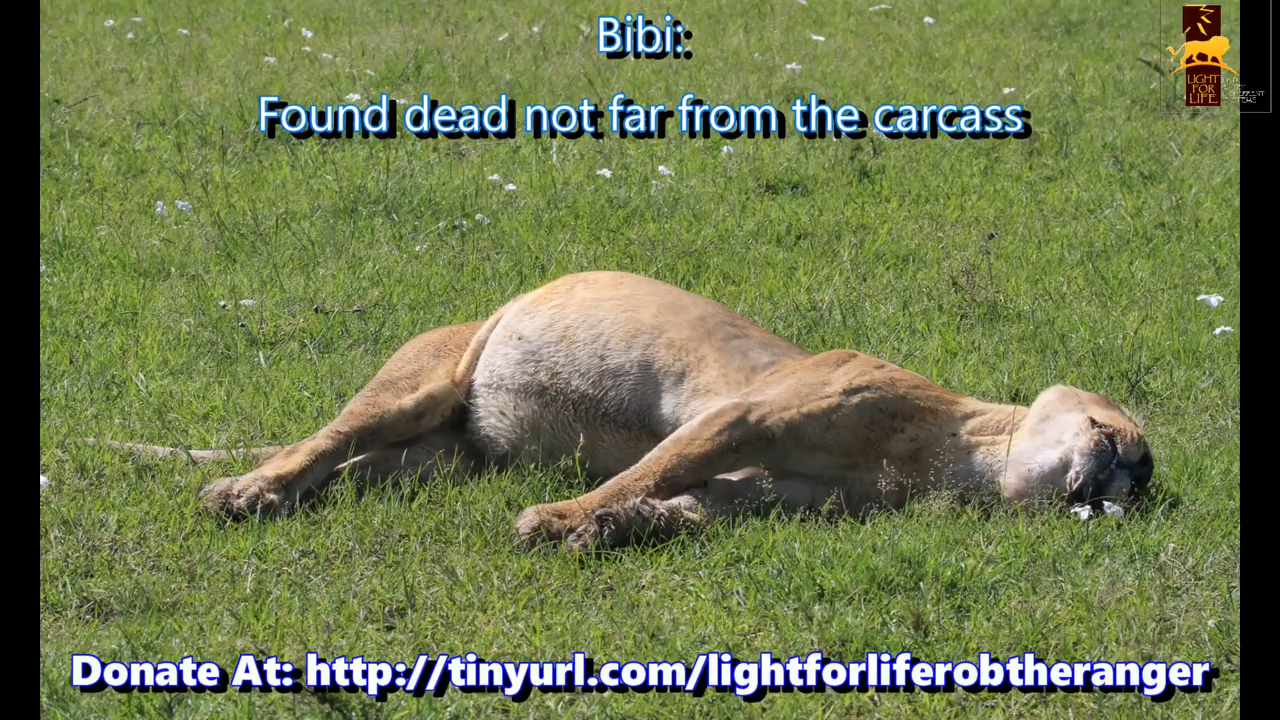 Bibi:
Found dead not far from the carcass
LIGHT
FOR
LIFE
Donate At: http://tinyurl.com/lightforliferobtheranger